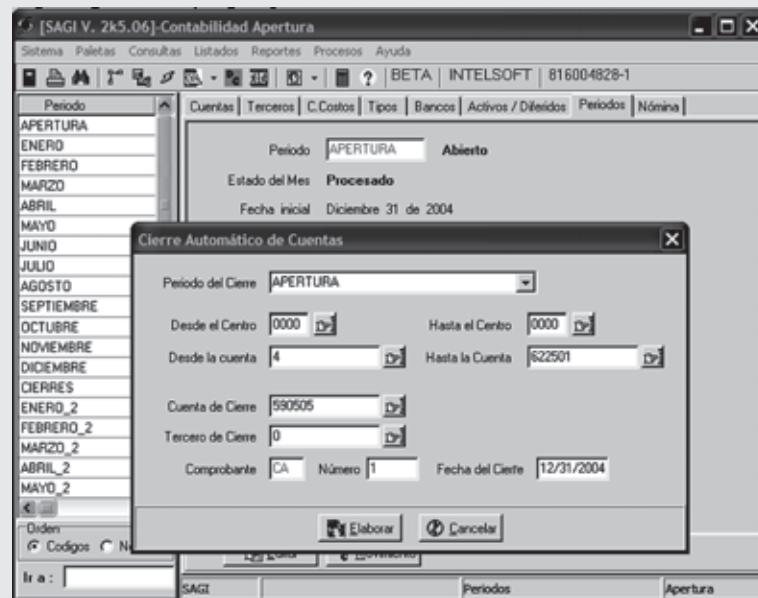 [SAGI V. 2k5.06]-Contabilidad Apertura
Sistema Paletas Consultas Listados Reportes Procesos Ayuda
BETA INTELSOFT 816004828-1
Periodo
APERTURA
ENERO
FEBRERO
MARZO
ABRIL
MAYO
JUNIO
JULIO
AGOSTO
SEPTIEMBRE
OCTUBRE
NOVIEMBRE
DICIEMBRE
CIERRES
ENERO_2
FEBRERO_2
MARZO_2
ABRIL_2
MAYO_2
Orden
Codigos
Ir a :
Cuentas Terceros C.Costos Tipos Bancos Activos / Diferidos Periodos Nómina
Periodo APERTURA Abierto
Estado del Mes Procesado
Fecha inicial Diciembre 31 de 2004
Cierre Automático de Cuentas
Periodo del Cierre APERTURA
Desde el Centro 0000 Hasta el Centro 0000
Desde la cuenta 4 Hasta la Cuenta 622501
Cuenta de Cierre 590505
Tercero de Cierre 0
Comprobante CA Número 1 Fecha del Cierre 12/31/2004
Elaborar Cancelar
SAGI Periodos Apertura